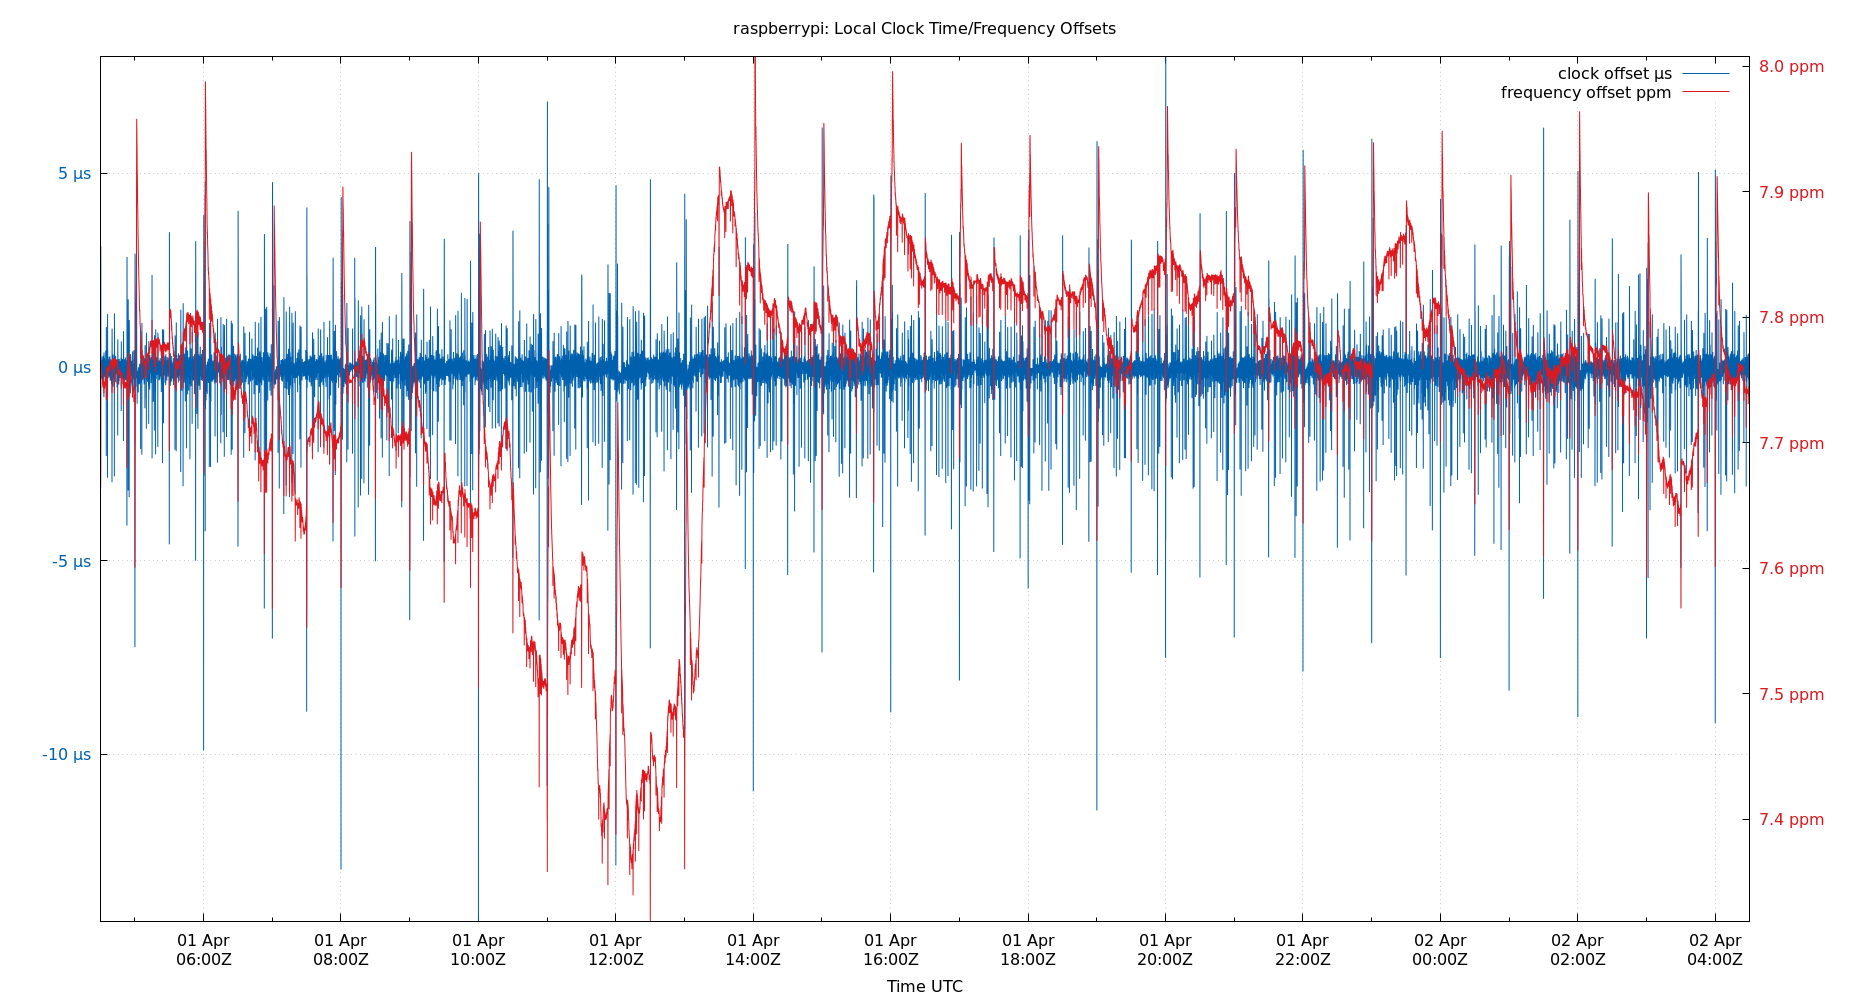 raspberrypi: Local Clock Time/Frequency Offsets
clock offset µs
frequency offset ppm
5 µs
0 µs
-5 µs
-10 µs
8.0 ppm
7.9 ppm
7.8 ppm
7.7 ppm
7.6 ppm
7.5 ppm
7.4 ppm
01 Apr 01 Apr 01 Apr 01 Apr 01 Apr 01 Apr 01 Apr 01 Apr 01 Apr 02 Apr 02 Apr 02 Apr
06:00Z 08:00Z 10:00Z 12:00Z 14:00Z 16:00Z 18:00Z 20:00Z 22:00Z 00:00Z 02:00Z 04:00Z
Time UTC